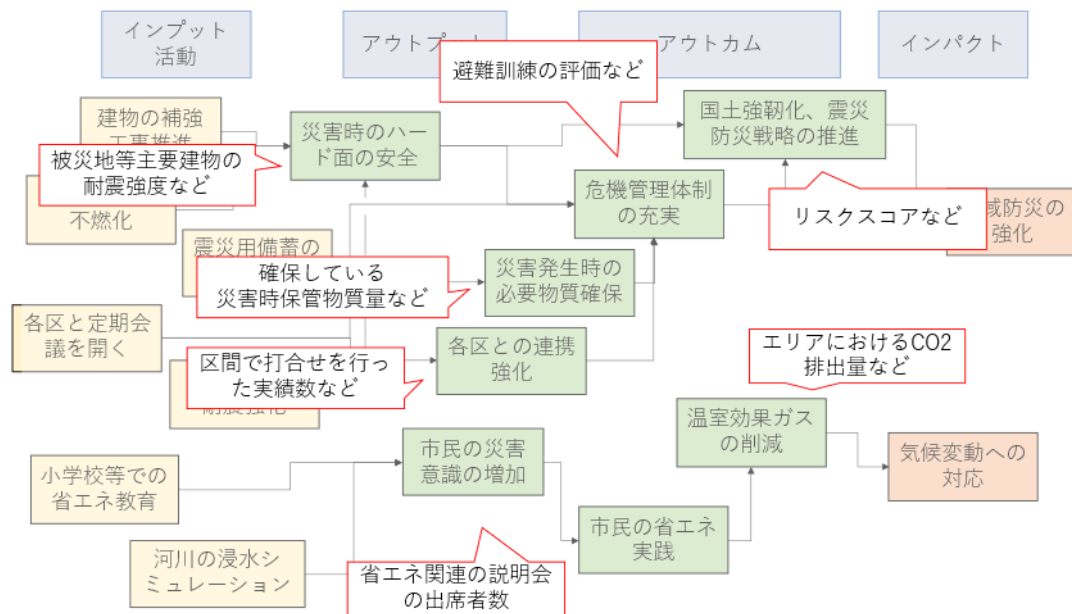 インプット
活動
アウトプット
アウトカム
インパクト
避難訓練の評価など
建物の補強
工事推進
災害時のハー
ド面の安全
国土強靭化、震災
防災戦略の推進
被災地等主要建物の
耐震強度など
不燃化
危機管理体制
の充実
リスクスコアなど
域防災の
強化
震災用備蓄の
確保している
災害時保管物質量など
災害発生時の
必要物質確保
各区と定期会
議を開く
区間で打合せを行っ
た実績数など
各区との連携
強化
エリアにおけるCO2
排出量など
耐震強化
温室効果ガス
の削減
市民の災害
意識の増加
気候変動への
対応
小学校等での
省エネ教育
市民の省エネ
実践
河川の浸水シ
ミュレーション
省エネ関連の説明会
の出席者数